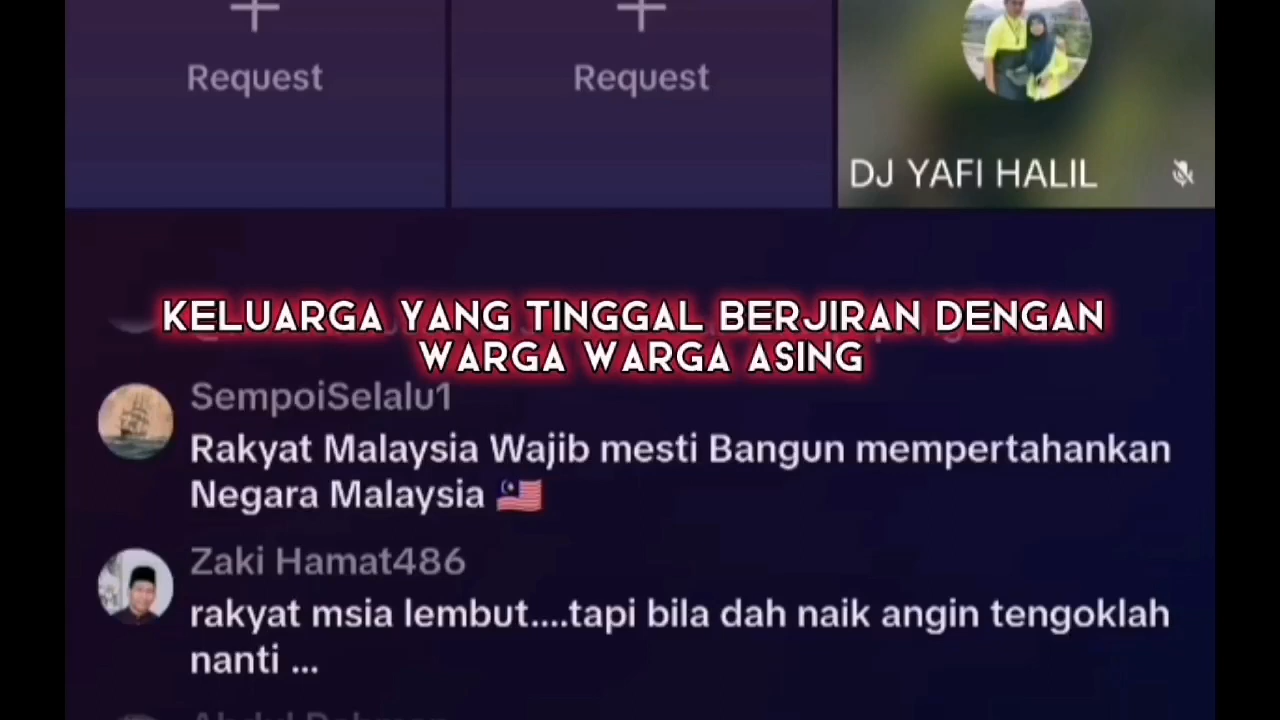 Request
Request
DJ YAFI HALIL
KELUARGA YANG TINGGAL BERJIRAN DENGAN
WARGA WARGA ASING
SempoiSelalu1
Rakyat Malaysia Wajib mesti Bangun mempertahankan
Negara Malaysia 🇲🇾
Zaki Hamat486
rakyat msia lembut....tapi bila dah naik angin tengoklah
nanti ...